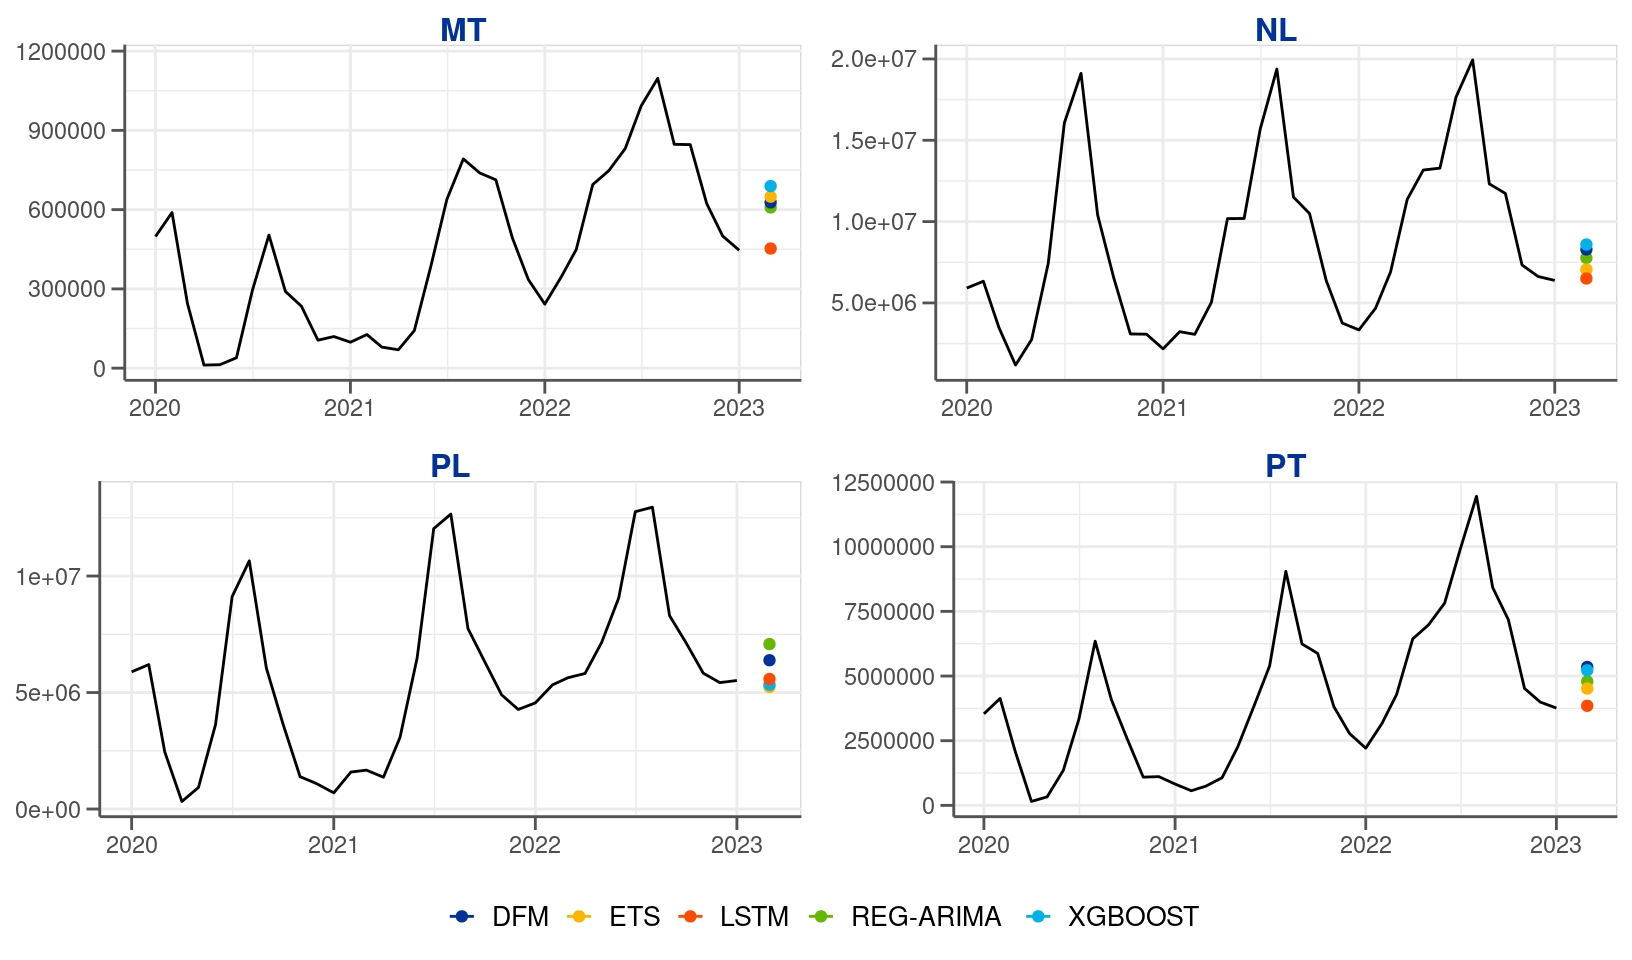 MT
1200000
900000
600000
300000
0
2020 2021 2022 2023
NL
2.0e+07
1.5e+07
1.0e+07
5.0e+06
2020 2021 2022 2023
PL
1e+07
5e+06
0e+00
2020 2021 2022 2023
PT
12500000
10000000
7500000
5000000
2500000
0
2020 2021 2022 2023
DFM ETS LSTM REG-ARIMA XGBOOST